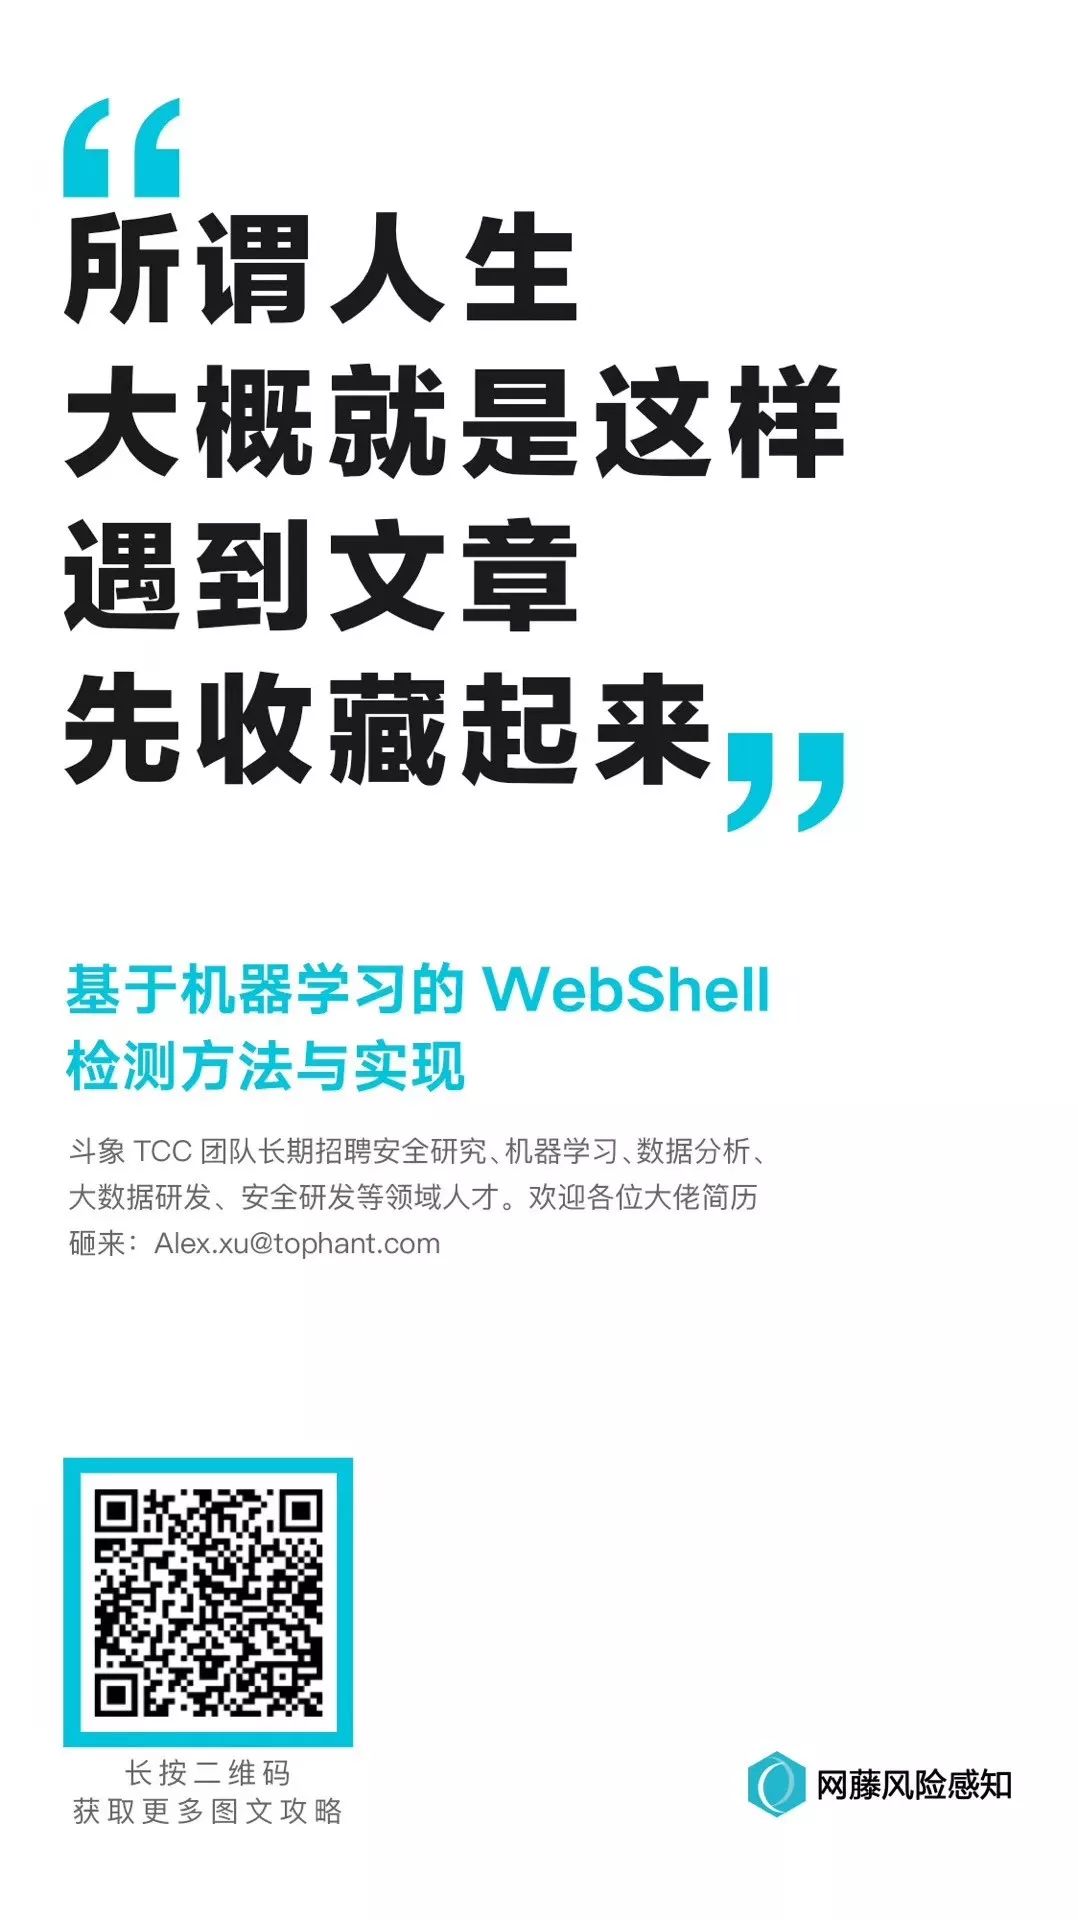 “
所谓人生
大概就是这样
遇到文章
先收藏起来”
基于机器学习的 WebShell
检测方法与实现
斗象 TCC 团队长期招聘安全研究、机器学习、数据分析、
大数据研发、安全研发等领域人才。欢迎各位大佬简历
砸来：Alex.xu@tophant.com
长按二维码
获取更多图文攻略
网藤风险感知